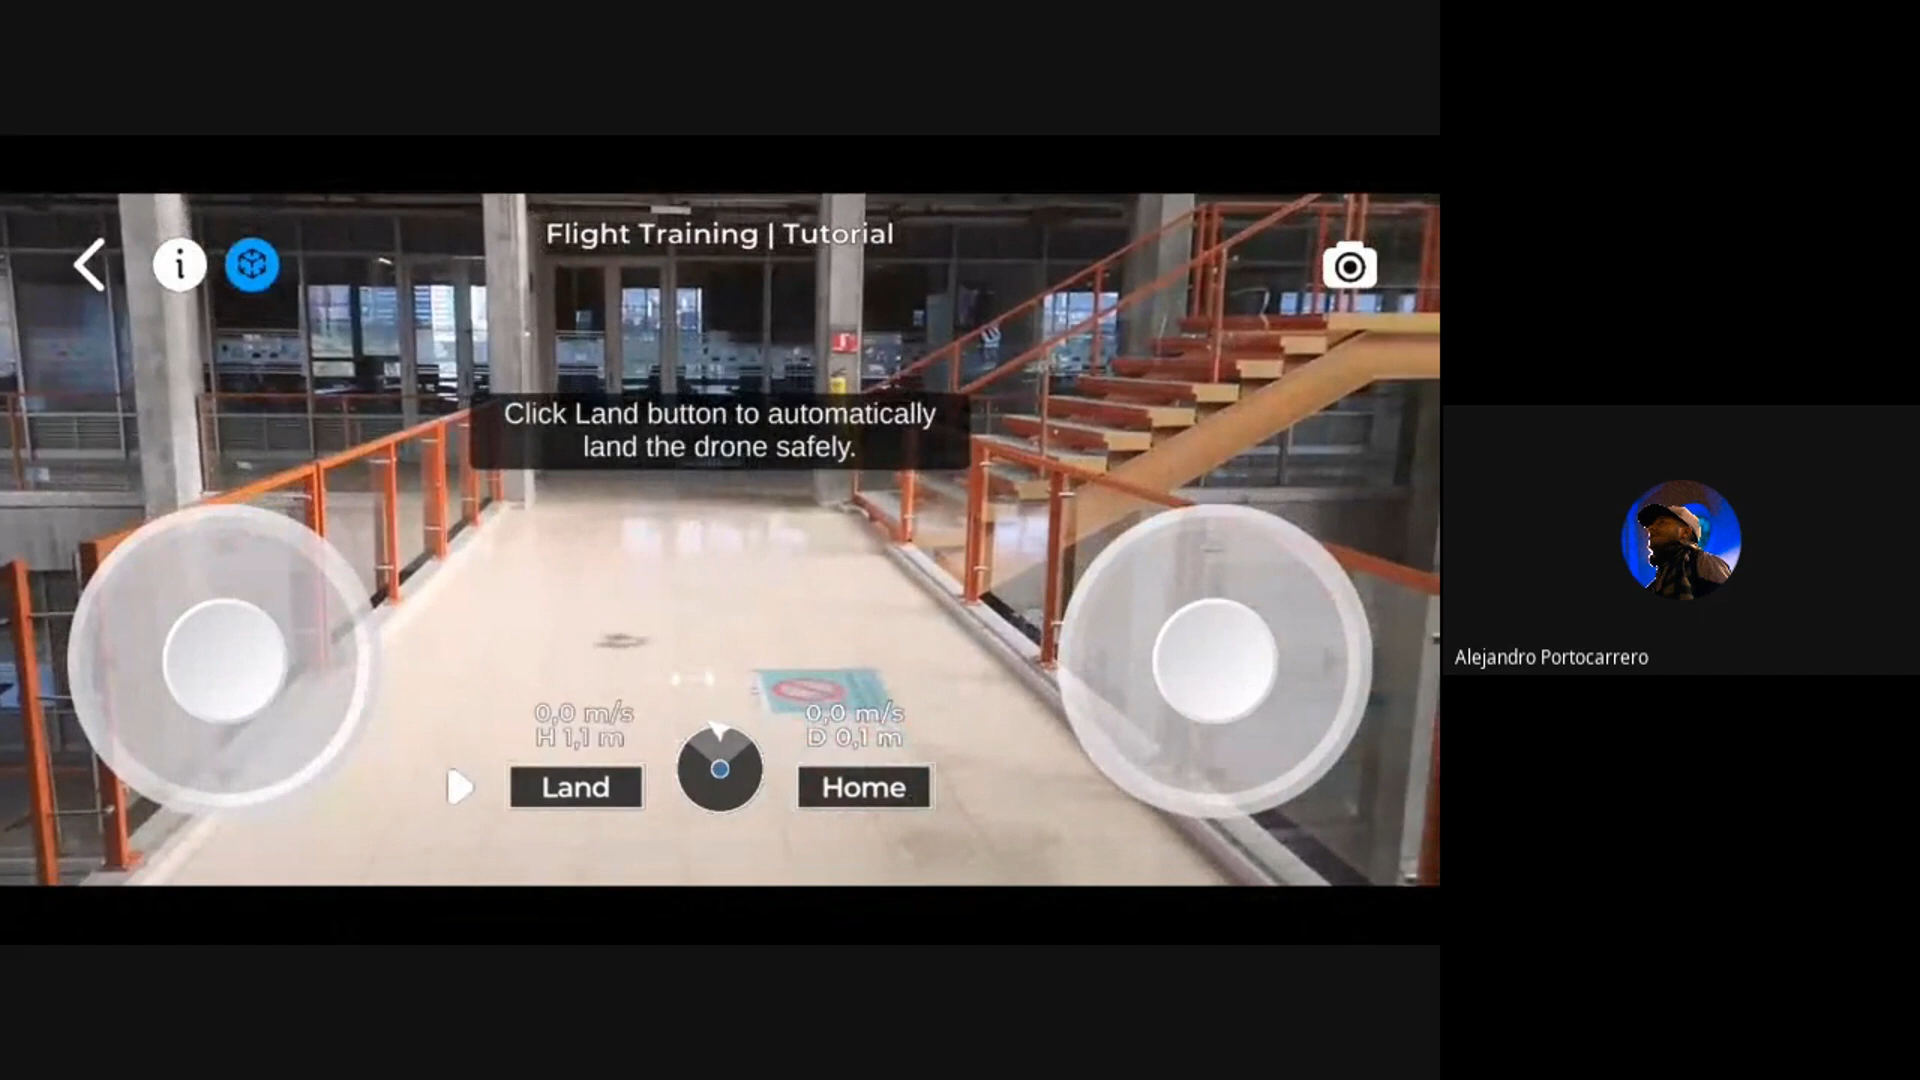 Flight Training | Tutorial
i
Click Land button to automatically
land the drone safely.
0,0 m/s
H 1,1 m
0,0 m/s
D 0,1 m
Land
Home
Alejandro Portocarrero